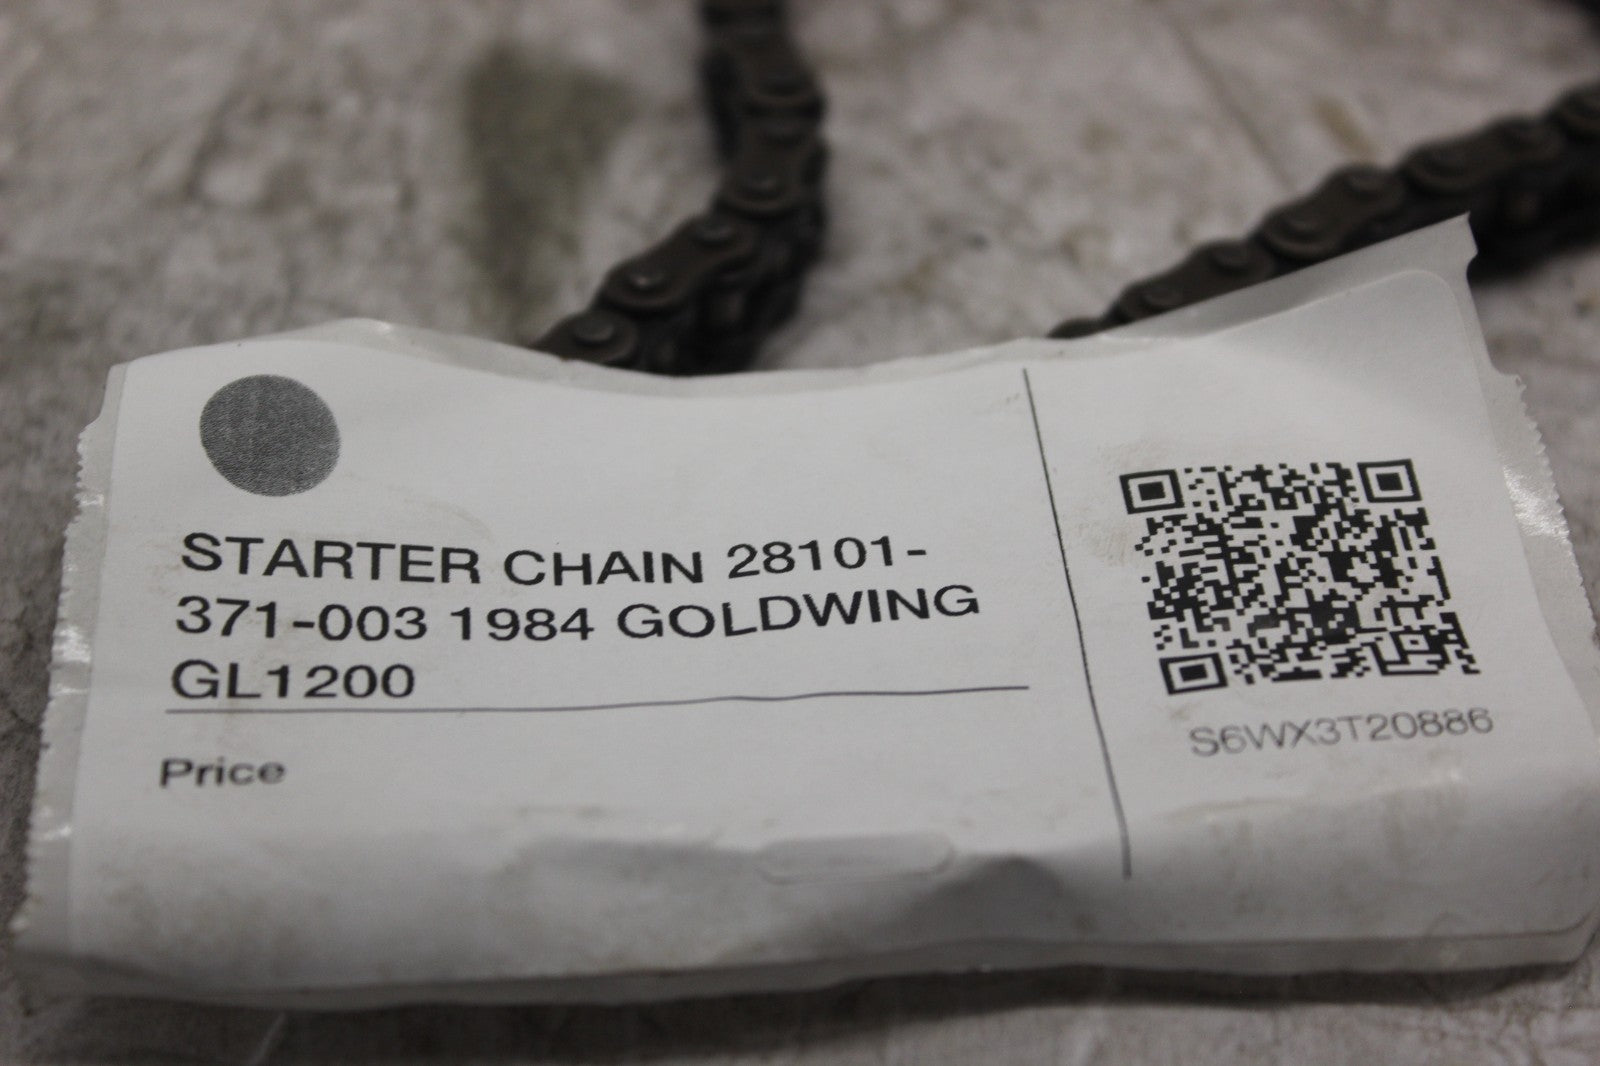 STARTER CHAIN 28101-
371-003 1984 GOLDWING
GL1200
Price
S6WX3T20886